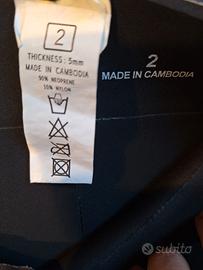 2
THICKNESS: 5mm
MADE IN CAMBODIA
90% NEOPRENE
10% NYLON
2
MADE IN CAMBODIA
subito